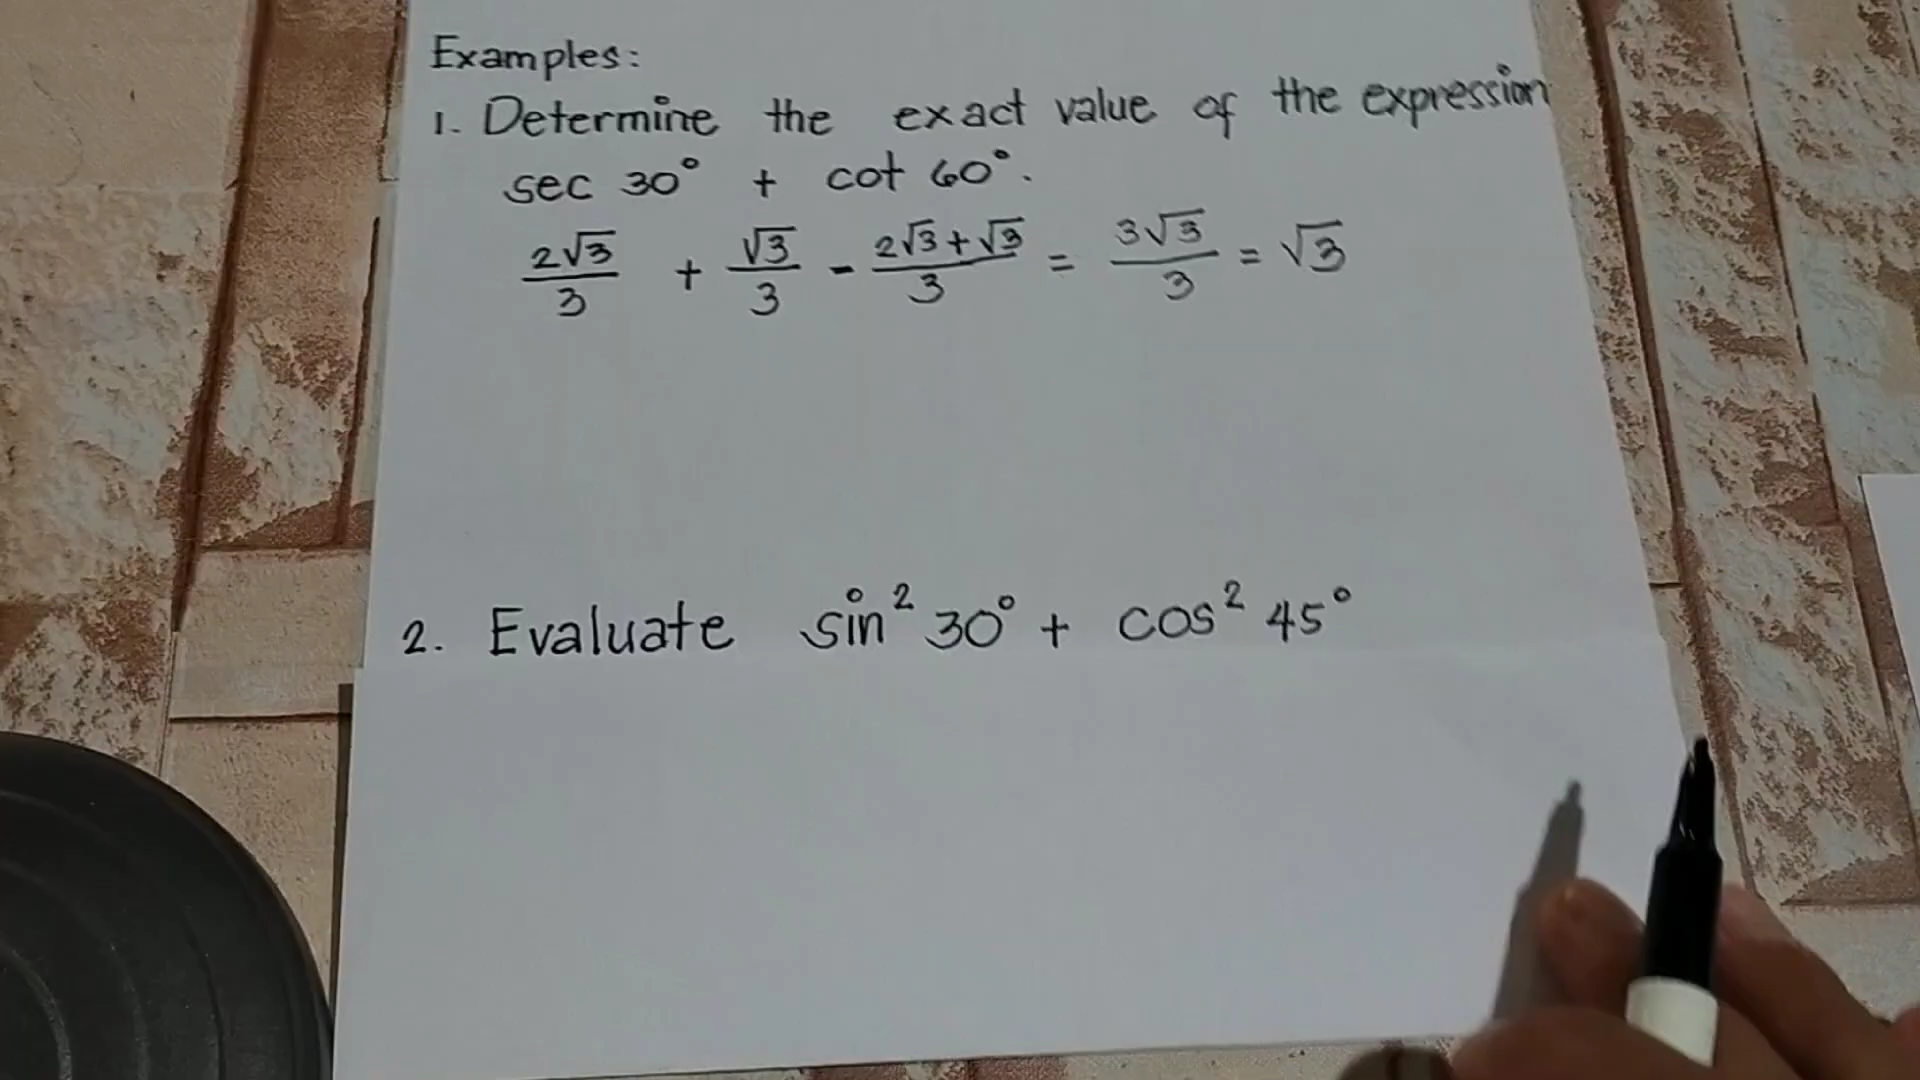 Examples:
1. Determine the exact value of the expression
sec 30° + cot 60°.
2√3/3 + √3/3 - 2√3+√3/3 = 3√3/3 = √3
2. Evaluate sin² 30° + cos² 45°